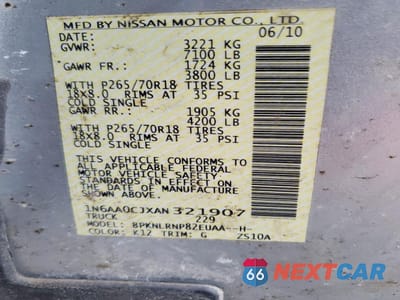 MFD BY NISSAN MOTOR CO., LTD.
DATE: 06/10
GVWR: 3221 KG
7100 LB
GAWR FR.: 1724 KG
3800 LB
WITH P265/70R18 TIRES
18X8.0 RIMS AT 35 PSI
COLD SINGLE
GAWR RR.: 1905 KG
4200 LB
WITH P265/70R18 TIRES
18X8.0 RIMS AT 35 PSI
COLD SINGLE
THIS VEHICLE CONFORMS TO
ALL APPLICABLE FEDERAL
MOTOR VEHICLE SAFETY
STANDARDS IN EFFECT ON
THE DATE OF MANUFACTURE
SHOWN ABOVE
1N6AA0CJXAN321907
TRUCK 229
MODEL: BPKNLRNP82EUAA--H-
COLOR: K12 TRIM: G ZS10A
66 NEXTCAR